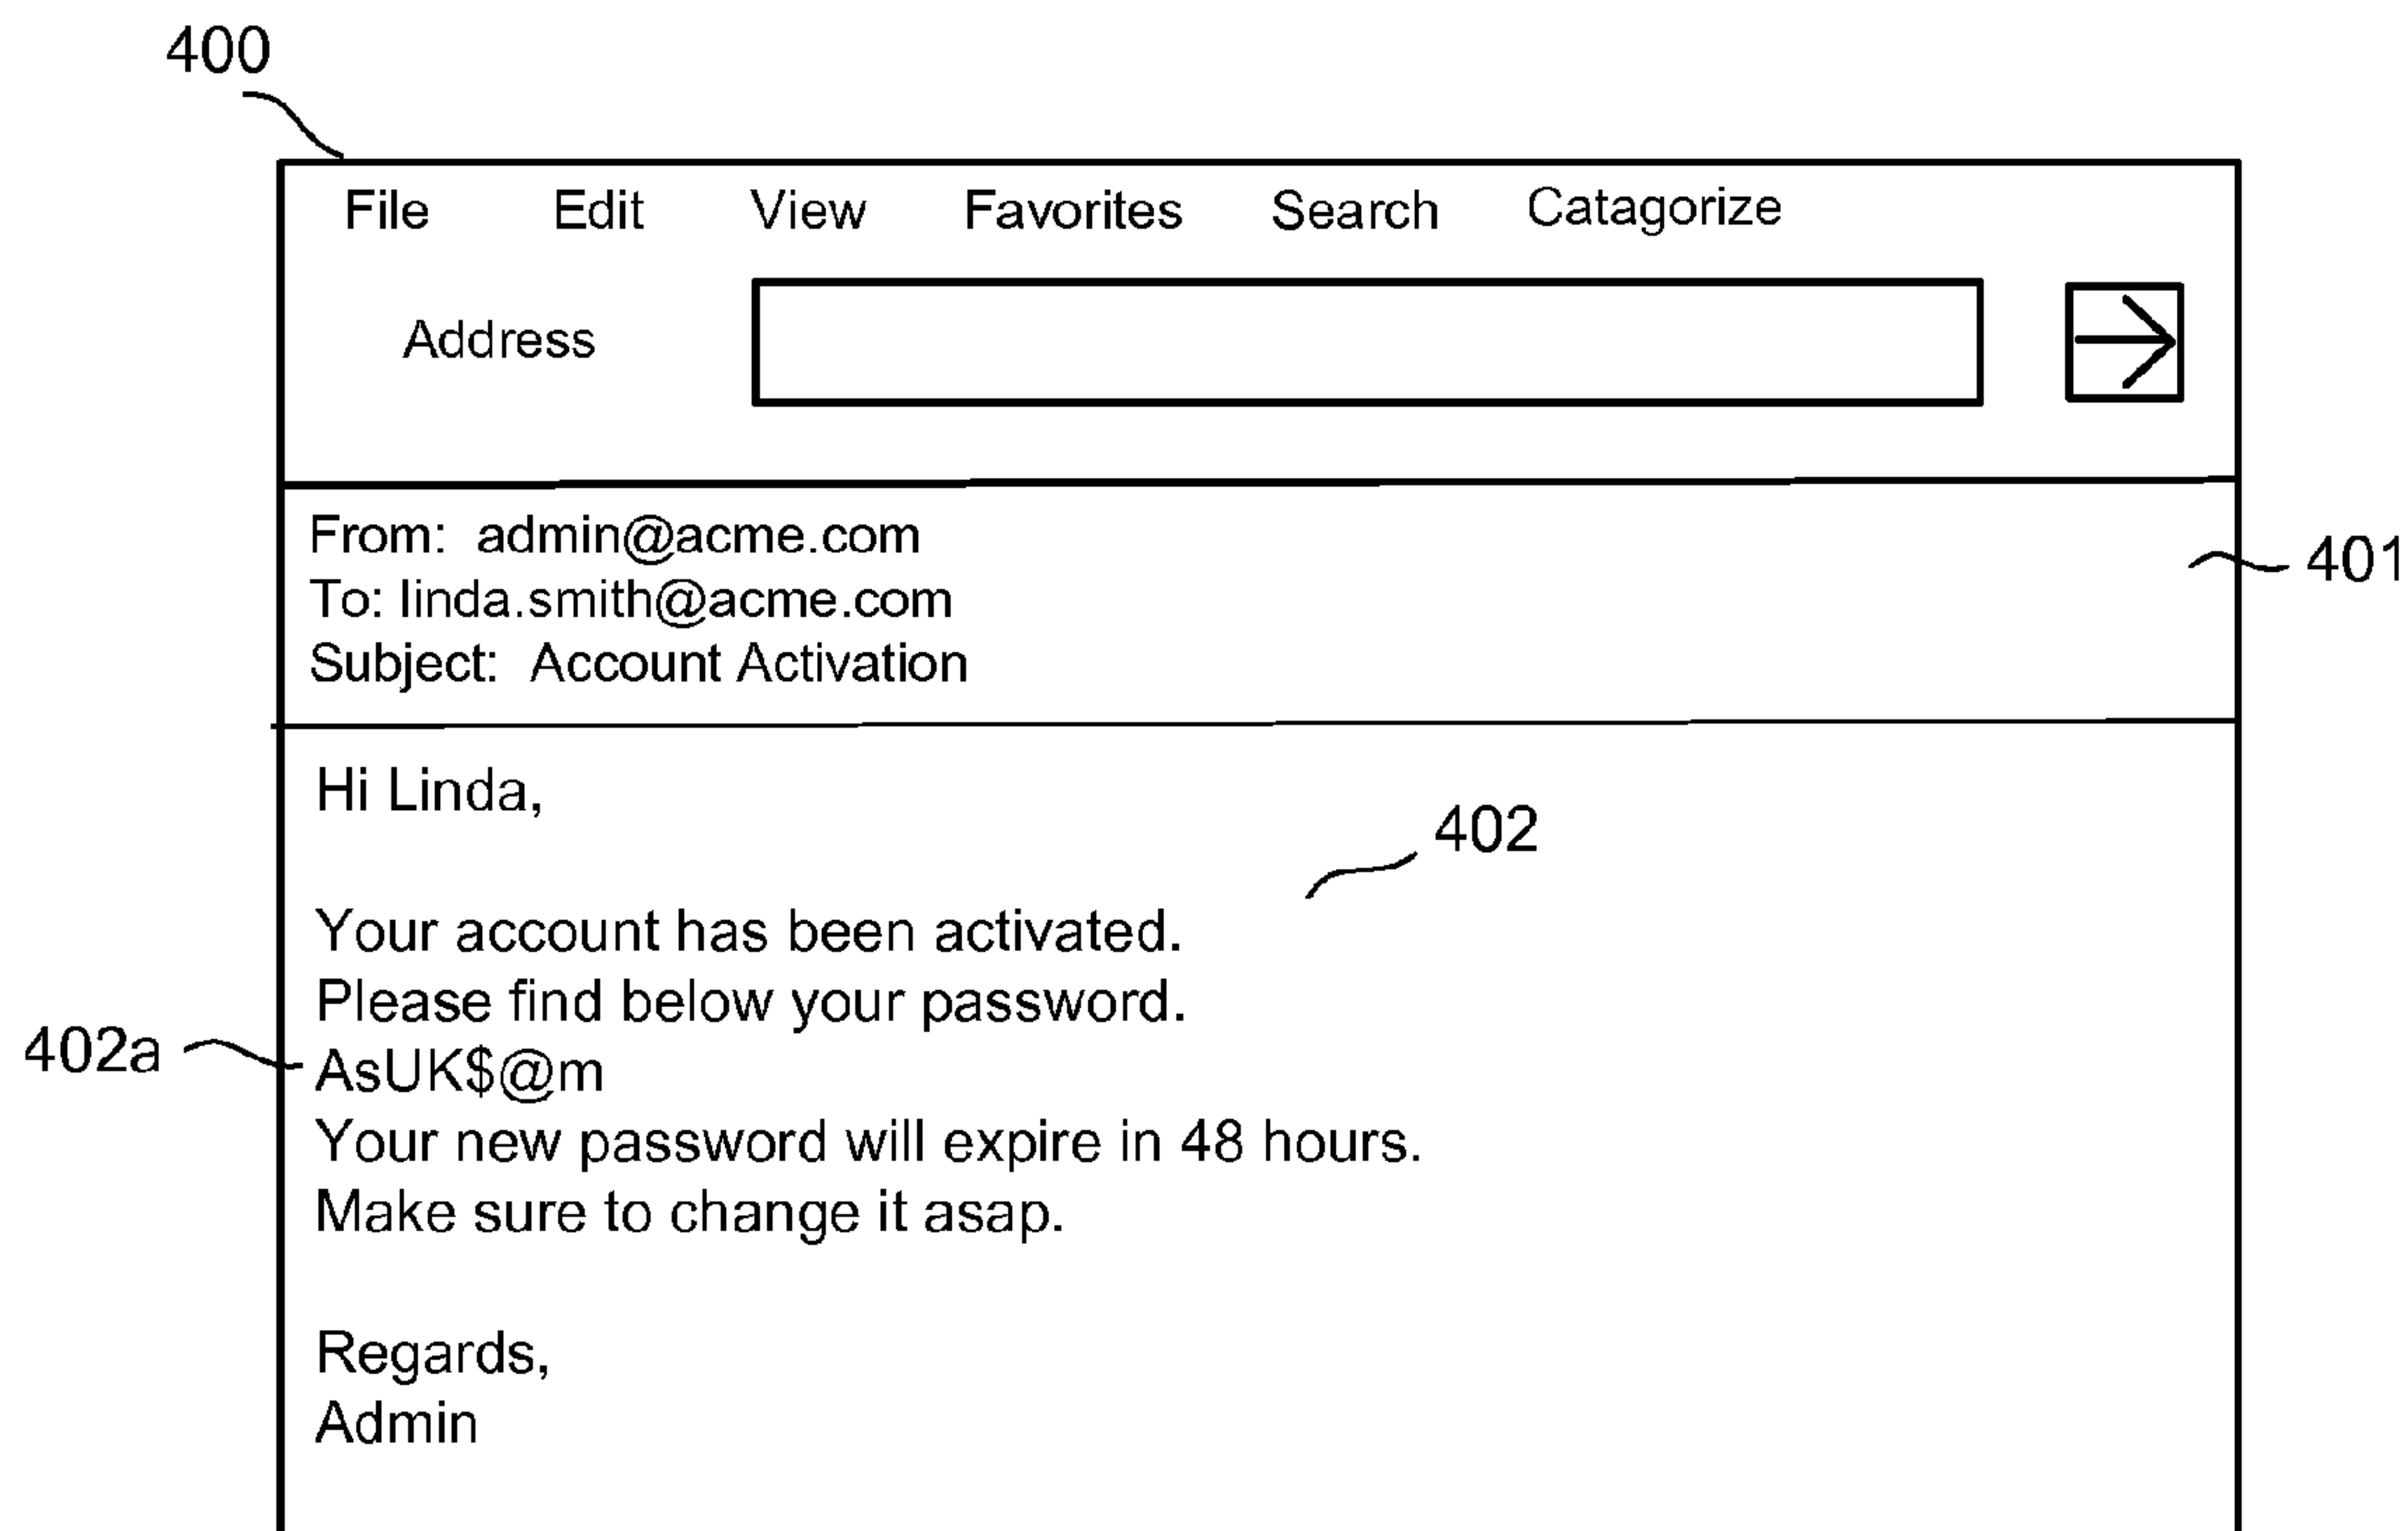 400
File Edit View Favorites Search Catagorize
Address
From: admin@acme.com
To: linda.smith@acme.com
Subject: Account Activation
401
Hi Linda,
402
Your account has been activated.
Please find below your password.
402a
AsUK$@m
Your new password will expire in 48 hours.
Make sure to change it asap.
Regards,
Admin